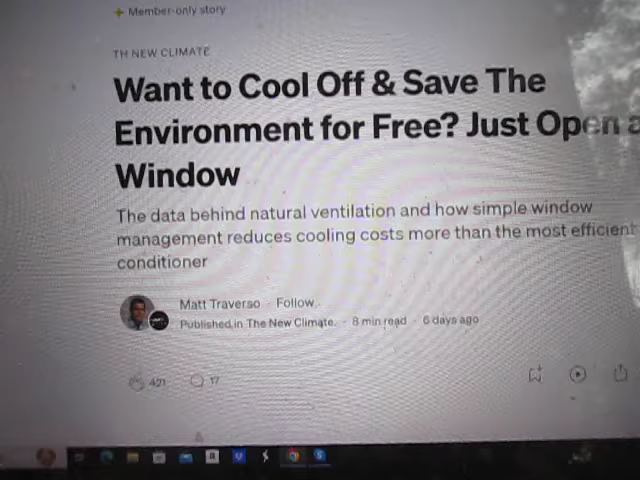 Member-only story
TH NEW CLIMATE
Want to Cool Off & Save The
Environment for Free? Just Open a
Window
The data behind natural ventilation and how simple window
management reduces cooling costs more than the most efficient
conditioner
Matt Traverso · Follow
Published in The New Climate. · 8 min read · 6 days ago
421 17